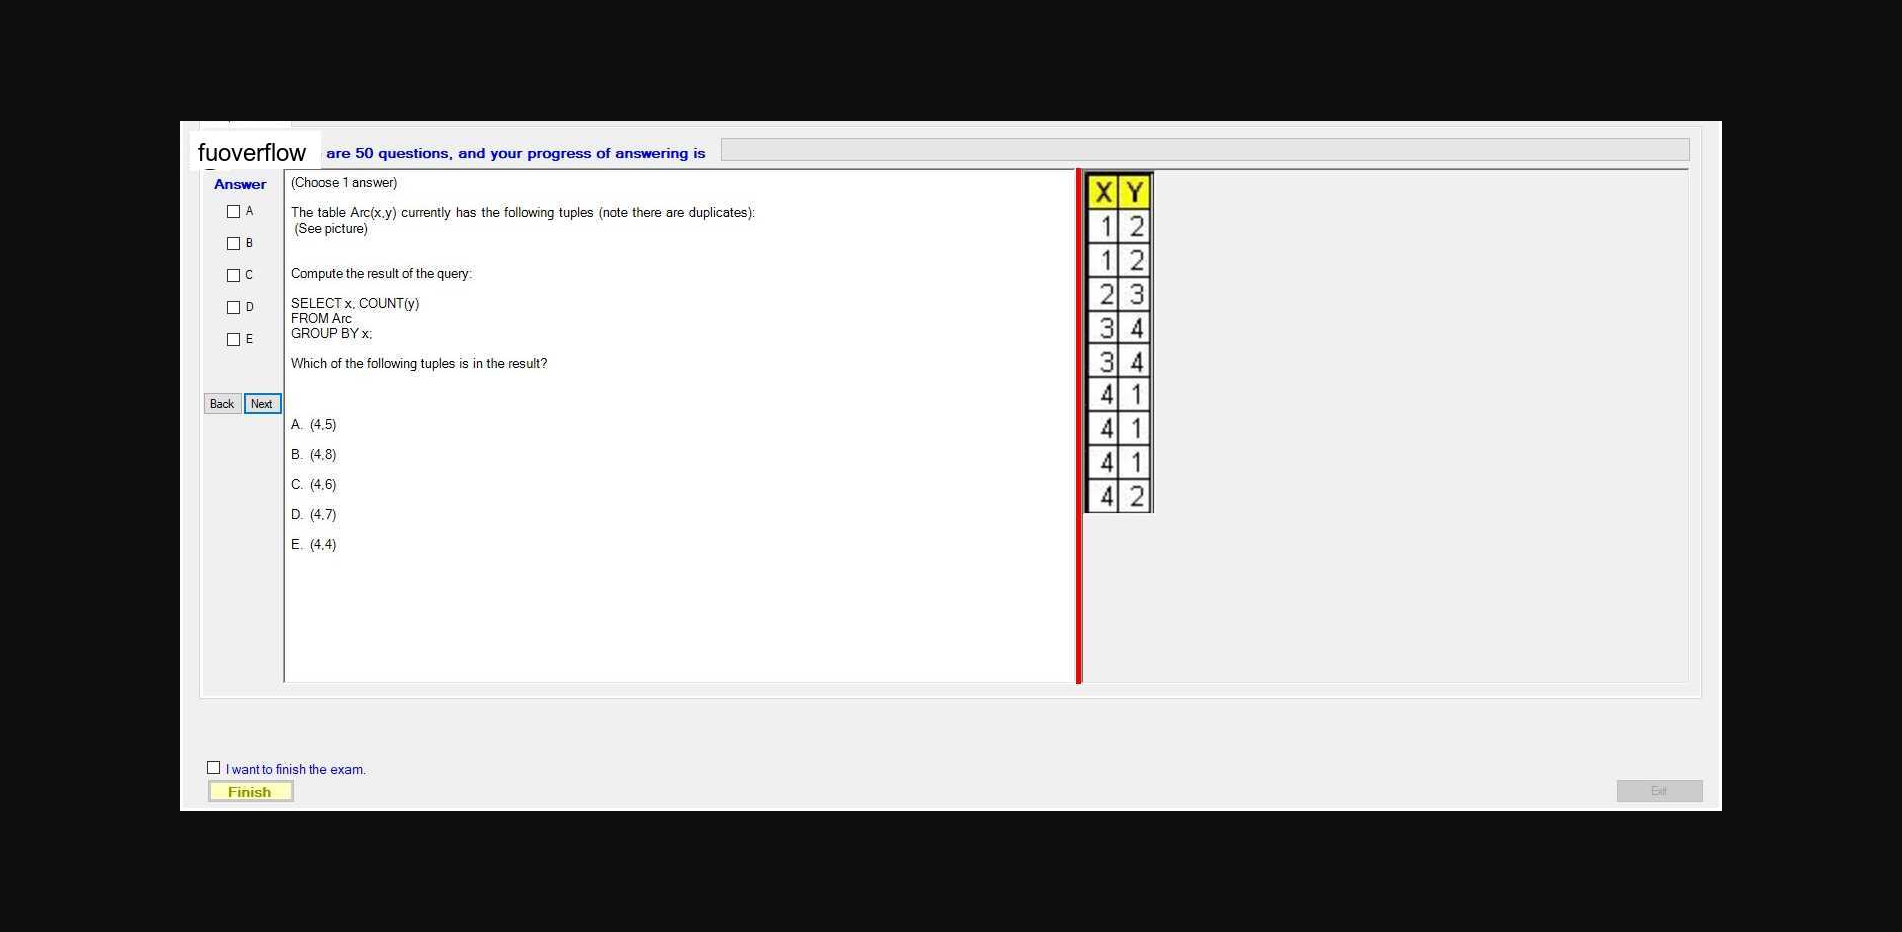 fuoverflow are 50 questions, and your progress of answering is
Answer
A
B
C
D
E
Back Next
(Choose 1 answer)
The table Arc(x,y) currently has the following tuples (note there are duplicates):
(See picture)
Compute the result of the query:
SELECT x, COUNT(y)
FROM Arc
GROUP BY x;
Which of the following tuples is in the result?
A. (4,5)
B. (4,8)
C. (4,6)
D. (4,7)
E. (4,4)
X Y
1 2
1 2
2 3
3 4
3 4
4 1
4 1
4 1
4 2
I want to finish the exam.
Finish
Exit